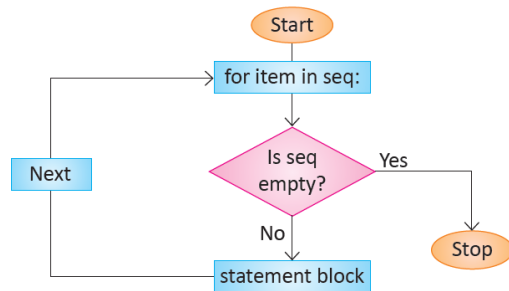 Start
for item in seq:
Is seq
empty?
Yes
Next
No
Stop
statement block